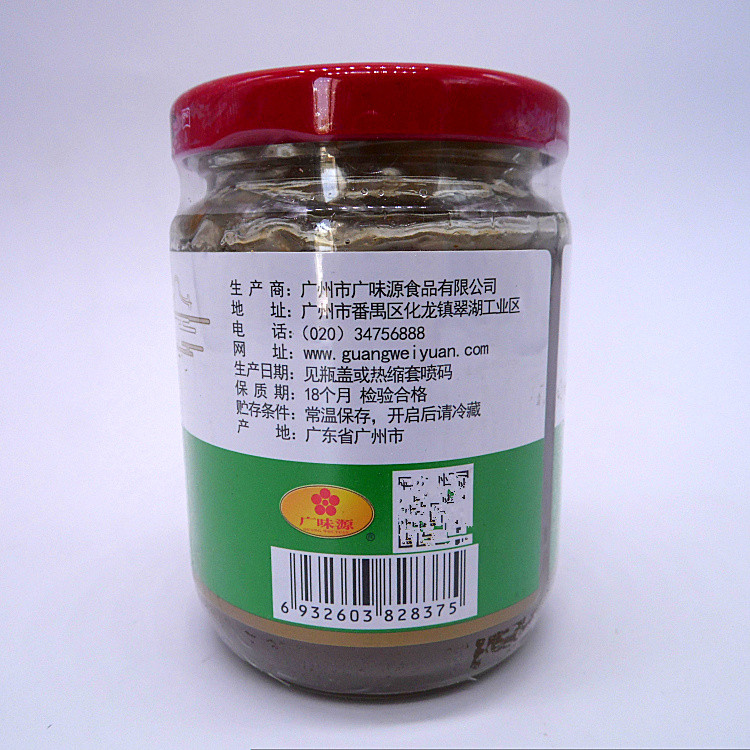 生产商：广州市广味源食品有限公司
地 址：广州市番禺区化龙镇翠湖工业区
电 话：（020）34756888
网 址：www.guangweiyuan.com
生产日期：见瓶盖或热缩套喷码
保质期：18个月 检验合格
贮存条件：常温保存，开启后请冷藏
产 地：广东省广州市
广味源
®
6 932603 828375